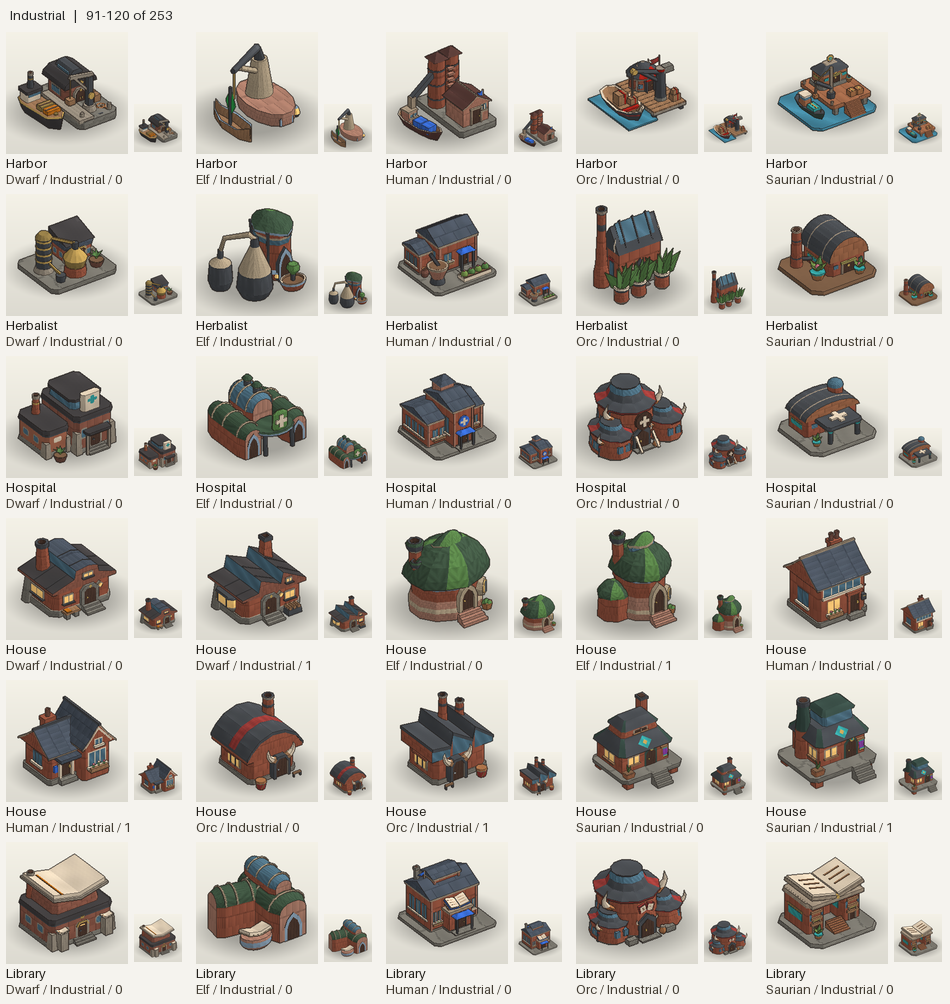 Industrial | 91-120 of 253
Harbor
Dwarf / Industrial / 0
Harbor
Elf / Industrial / 0
Harbor
Human / Industrial / 0
Harbor
Orc / Industrial / 0
Harbor
Saurian / Industrial / 0
Herbalist
Dwarf / Industrial / 0
Herbalist
Elf / Industrial / 0
Herbalist
Human / Industrial / 0
Herbalist
Orc / Industrial / 0
Herbalist
Saurian / Industrial / 0
Hospital
Dwarf / Industrial / 0
Hospital
Elf / Industrial / 0
Hospital
Human / Industrial / 0
Hospital
Orc / Industrial / 0
Hospital
Saurian / Industrial / 0
House
Dwarf / Industrial / 0
House
Dwarf / Industrial / 1
House
Elf / Industrial / 0
House
Elf / Industrial / 1
House
Human / Industrial / 0
House
Human / Industrial / 1
House
Orc / Industrial / 0
House
Orc / Industrial / 1
House
Saurian / Industrial / 0
House
Saurian / Industrial / 1
Library
Dwarf / Industrial / 0
Library
Elf / Industrial / 0
Library
Human / Industrial / 0
Library
Orc / Industrial / 0
Library
Saurian / Industrial / 0